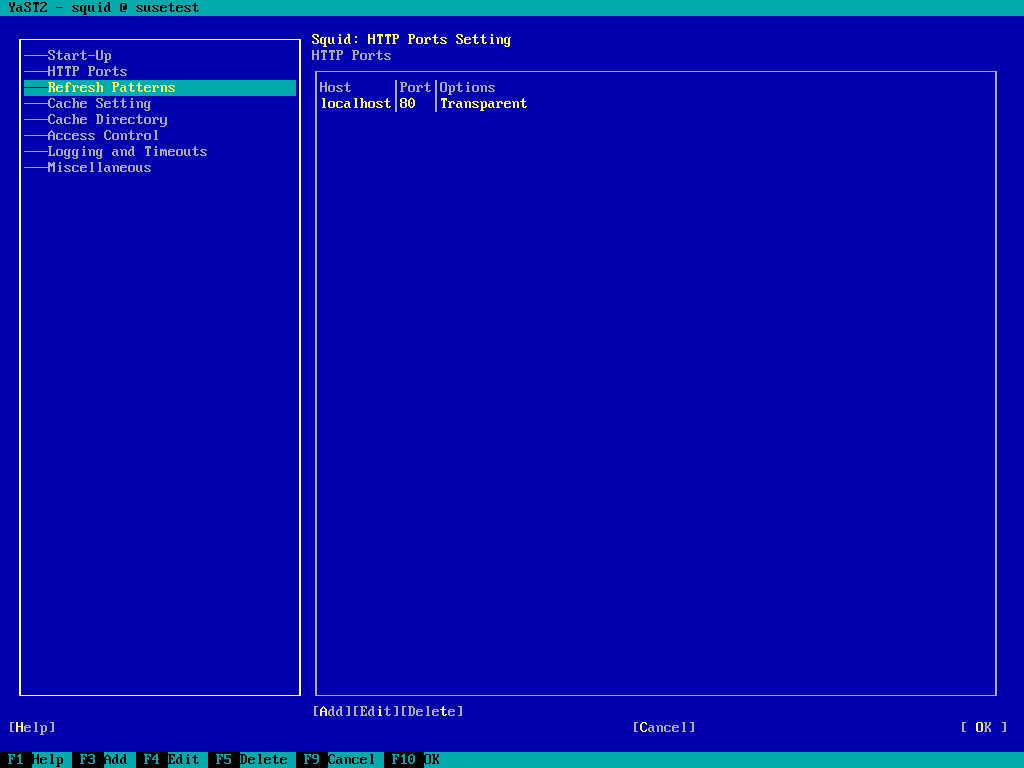 YaST2 - squid @ susetest
Squid: HTTP Ports Setting
Start-Up
HTTP Ports
Refresh Patterns
Cache Setting
Cache Directory
Access Control
Logging and Timeouts
Miscellaneous
HTTP Ports
Host Port Options
localhost 80 Transparent
[Add][Edit][Delete]
[Help] [Cancel] [ OK ]
F1 Help F3 Add F4 Edit F5 Delete F9 Cancel F10 OK